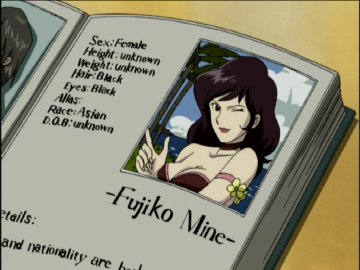 Sex:Female
Height:unknown
Weight:unknown
Hair:Black
Eyes:Black
Alias:
Race:Asian
D.O.B:unknown
-Fujiko Mine-
etails:
and nationality are